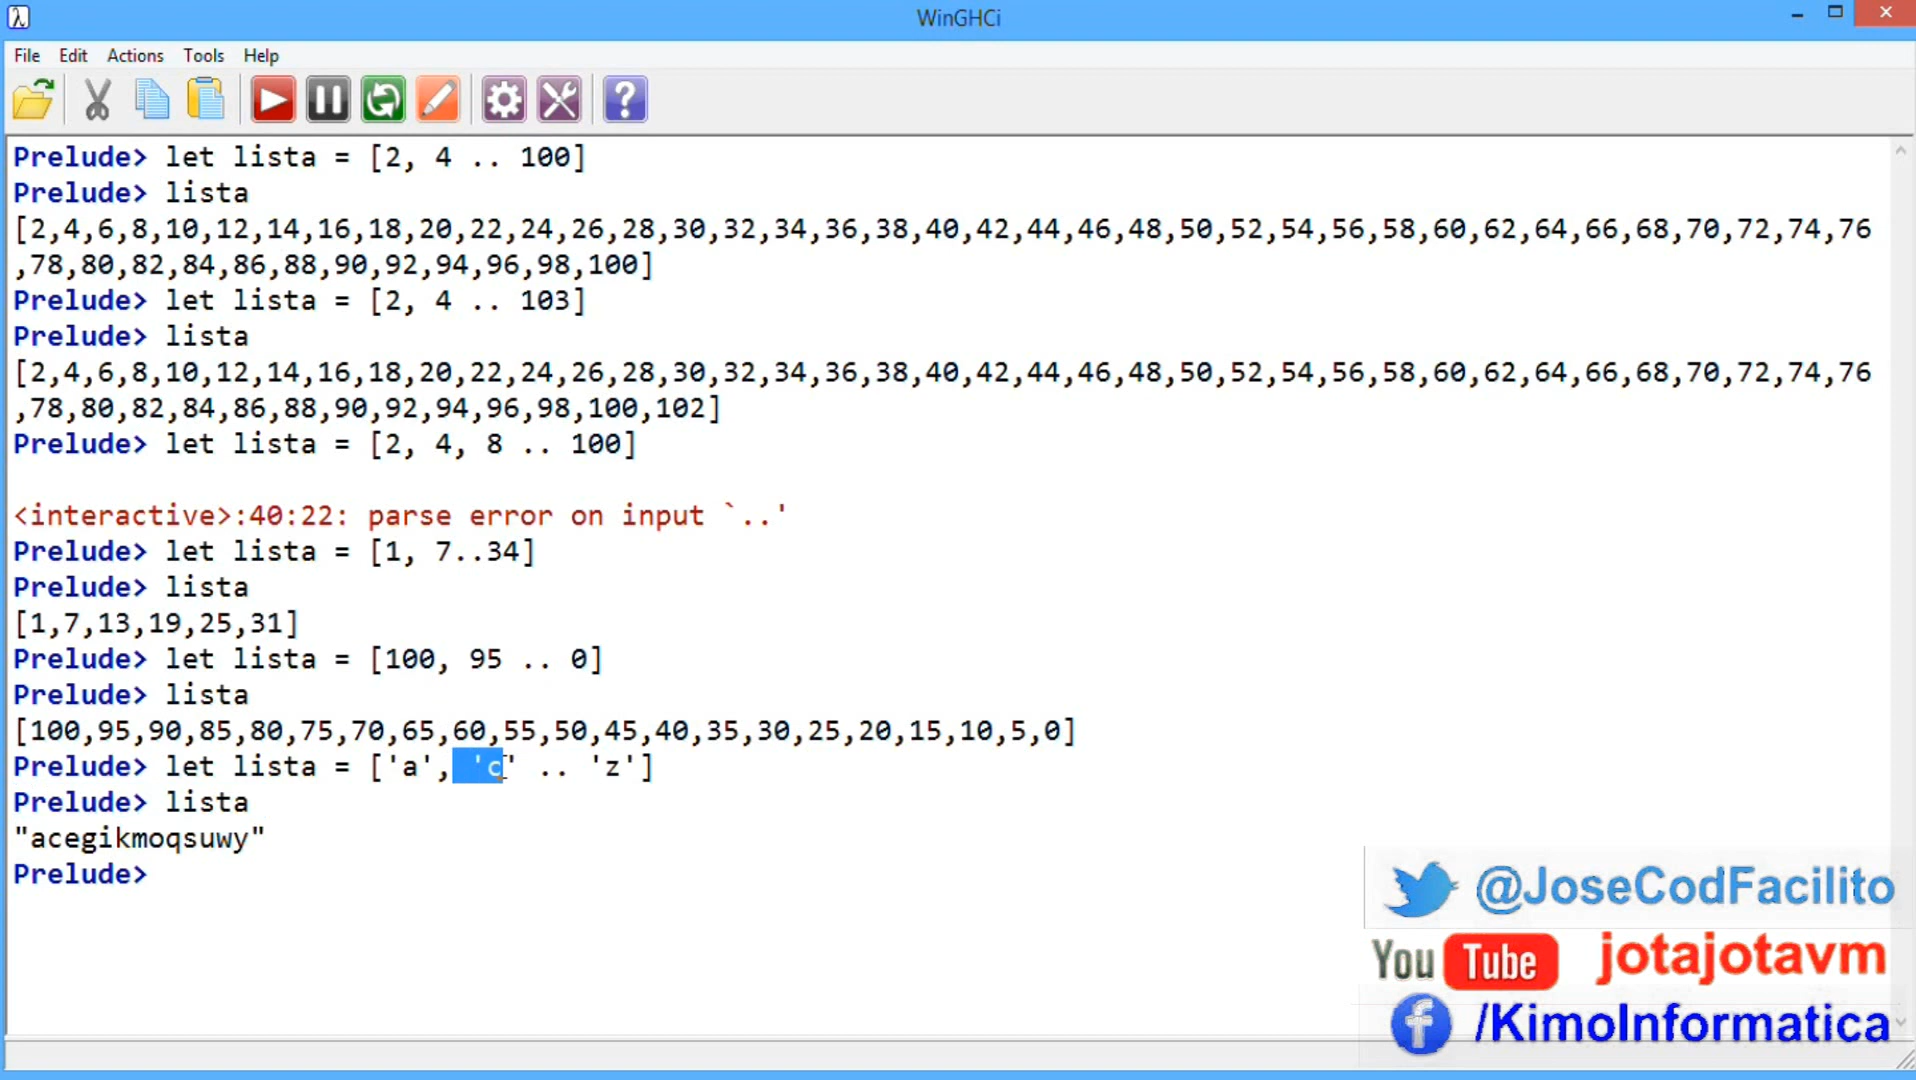 WinGHCi
File Edit Actions Tools Help
Prelude> let lista = [2, 4 .. 100]
Prelude> lista
[2,4,6,8,10,12,14,16,18,20,22,24,26,28,30,32,34,36,38,40,42,44,46,48,50,52,54,56,58,60,62,64,66,68,70,72,74,76
,78,80,82,84,86,88,90,92,94,96,98,100]
Prelude> let lista = [2, 4 .. 103]
Prelude> lista
[2,4,6,8,10,12,14,16,18,20,22,24,26,28,30,32,34,36,38,40,42,44,46,48,50,52,54,56,58,60,62,64,66,68,70,72,74,76
,78,80,82,84,86,88,90,92,94,96,98,100,102]
Prelude> let lista = [2, 4, 8 .. 100]
<interactive>:40:22: parse error on input `..'
Prelude> let lista = [1, 7..34]
Prelude> lista
[1,7,13,19,25,31]
Prelude> let lista = [100, 95 .. 0]
Prelude> lista
[100,95,90,85,80,75,70,65,60,55,50,45,40,35,30,25,20,15,10,5,0]
Prelude> let lista = ['a', 'c' .. 'z']
Prelude> lista
"acegikmoqsuwy"
Prelude>
@JoseCodFacilito
You Tube jotajotavm
/KimoInformatica